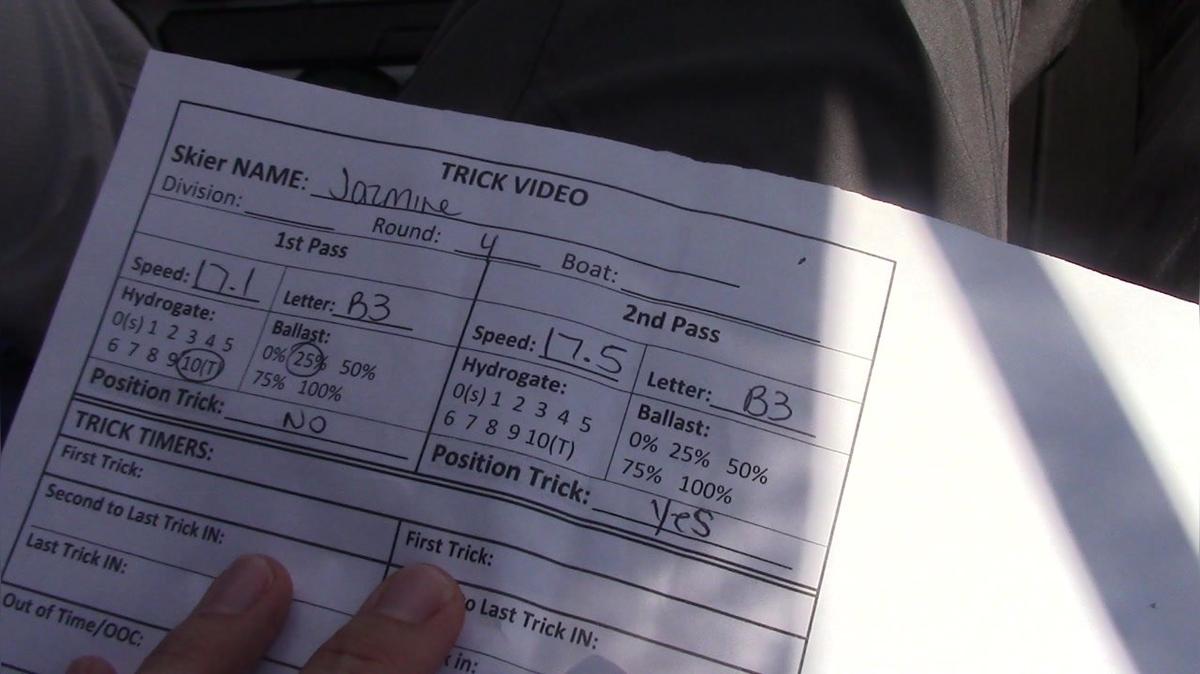 TRICK VIDEO
Skier NAME: Jazmine
Division: Round: 4 Boat:
1st Pass
Speed: 17.1 Letter: B3
Hydrogate: Ballast:
0(s) 1 2 3 4 5 0% 25% 50%
6 7 8 9 10(T) 75% 100%
Position Trick: NO
2nd Pass
Speed: 17.5 Letter: B3
Hydrogate: Ballast:
0(s) 1 2 3 4 5 0% 25% 50%
6 7 8 9 10(T) 75% 100%
Position Trick: yes
TRICK TIMERS:
First Trick:
Second to Last Trick IN:
Last Trick IN:
Out of Time/OOC:
First Trick:
o Last Trick IN:
in: